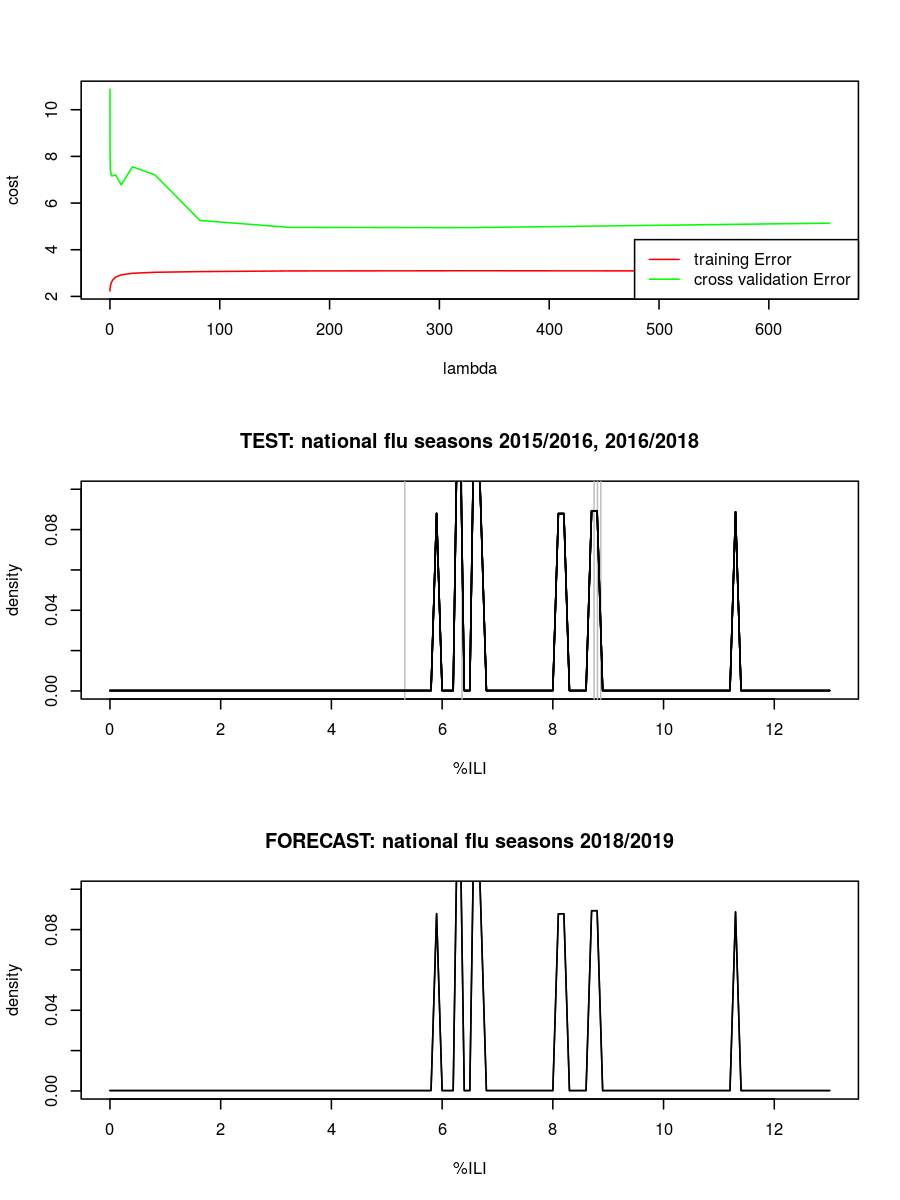 10
8
6
4
2
cost
training Error
cross validation Error
0 100 200 300 400 500 600
lambda
TEST: national flu seasons 2015/2016, 2016/2018
0.08
0.04
0.00
density
0 2 4 6 8 10 12
%ILI
FORECAST: national flu seasons 2018/2019
0.08
0.04
0.00
density
0 2 4 6 8 10 12
%ILI